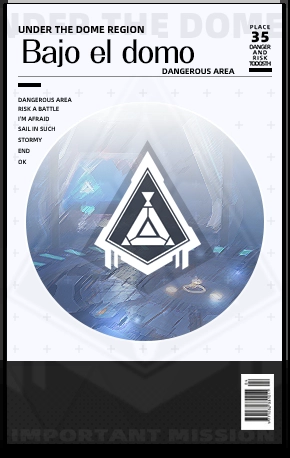 UNDER THE DOME
UNDER THE DOME REGION
Bajo el domo
DANGEROUS AREA
PLACE
35
DANGER
AND
RISK
DANGEROUS AREA
RISK A BATTLE
I'M AFRAID
SAIL IN SUCH
STORMY
END
OK
IMPORTANT MISSION